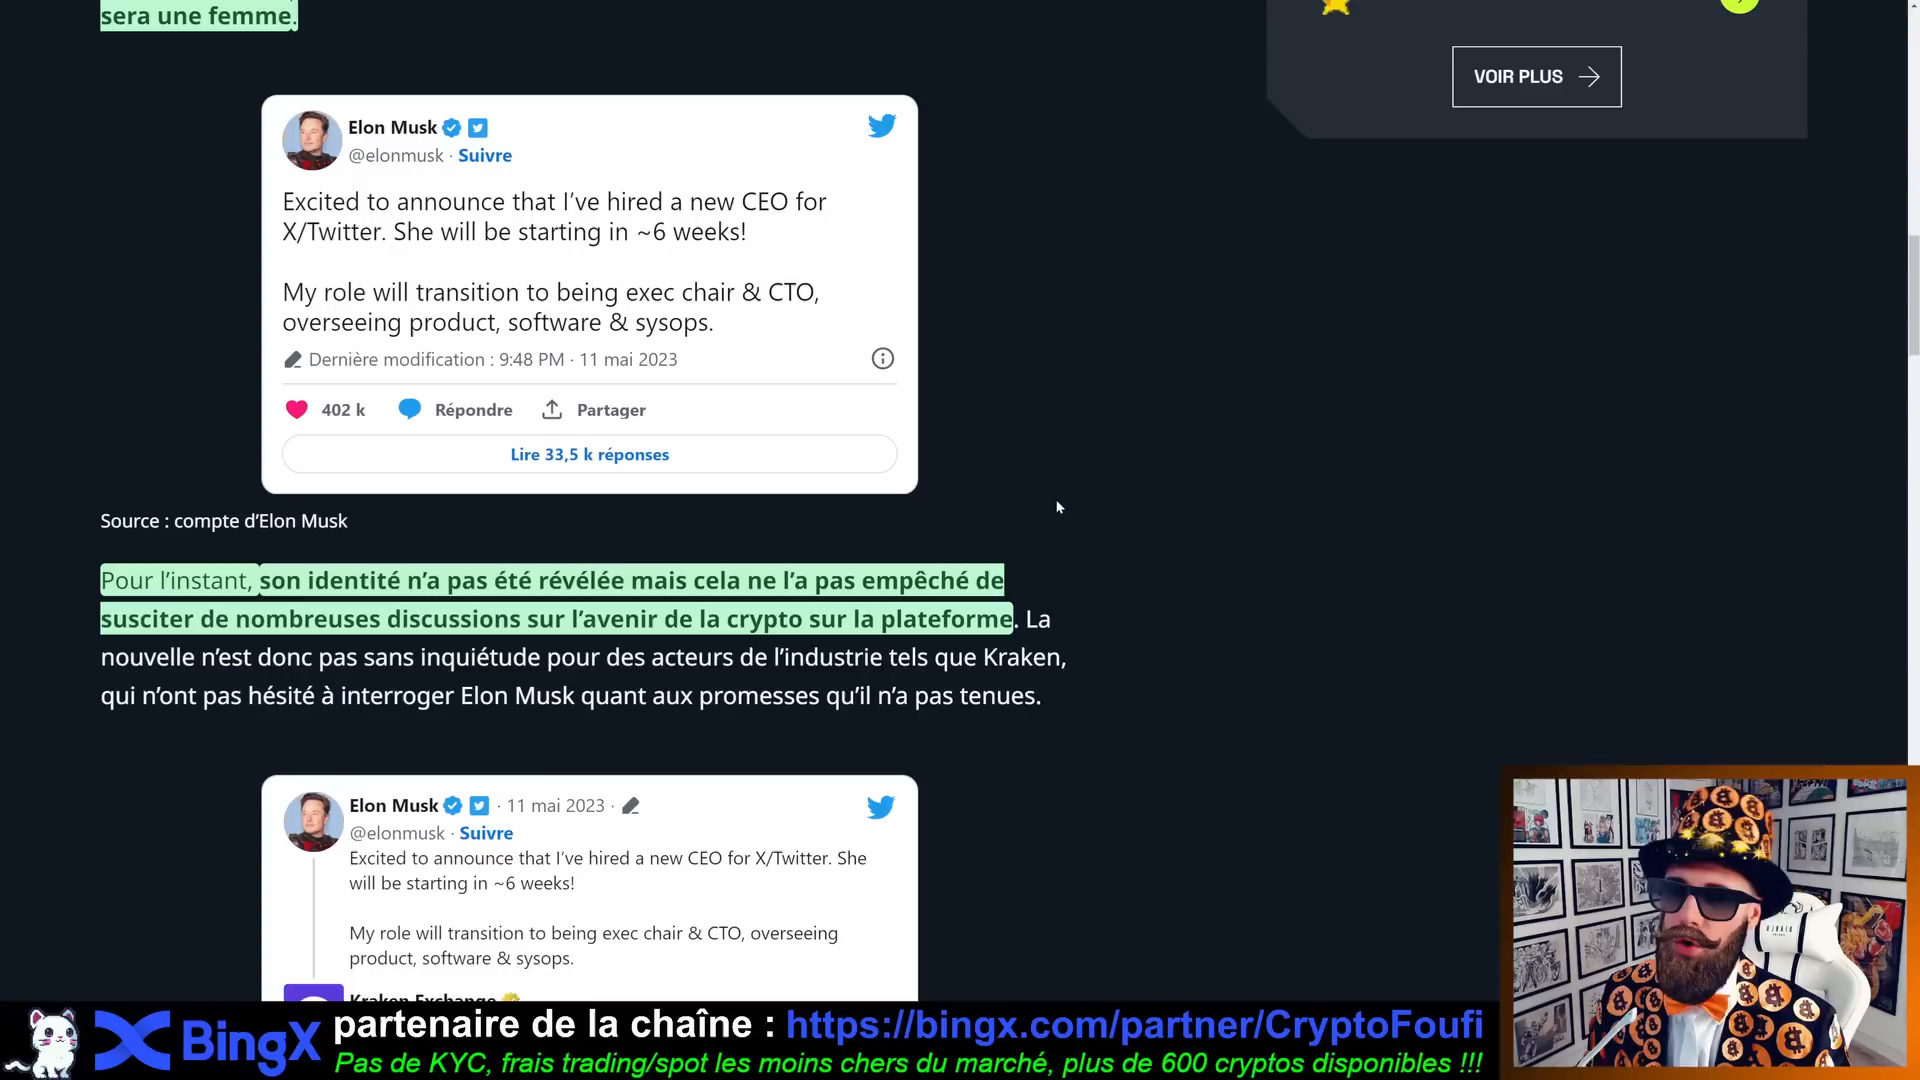 sera une femme.
VOIR PLUS
Elon Musk
@elonmusk · Suivre
Excited to announce that I've hired a new CEO for
X/Twitter. She will be starting in ~6 weeks!
My role will transition to being exec chair & CTO,
overseeing product, software & sysops.
Dernière modification : 9:48 PM · 11 mai 2023
402 k Répondre Partager
Lire 33,5 k réponses
Source : compte d'Elon Musk
Pour l'instant, son identité n'a pas été révélée mais cela ne l'a pas empêché de
susciter de nombreuses discussions sur l'avenir de la crypto sur la plateforme. La
nouvelle n'est donc pas sans inquiétude pour des acteurs de l'industrie tels que Kraken,
qui n'ont pas hésité à interroger Elon Musk quant aux promesses qu'il n'a pas tenues.
Elon Musk · 11 mai 2023 ·
@elonmusk · Suivre
Excited to announce that I've hired a new CEO for X/Twitter. She
will be starting in ~6 weeks!
My role will transition to being exec chair & CTO, overseeing
product, software & sysops.
Kraken Exchange
BingX partenaire de la chaîne : https://bingx.com/partner/CryptoFoufi
Pas de KYC, frais trading/spot les moins chers du marché, plus de 600 cryptos disponibles !!!